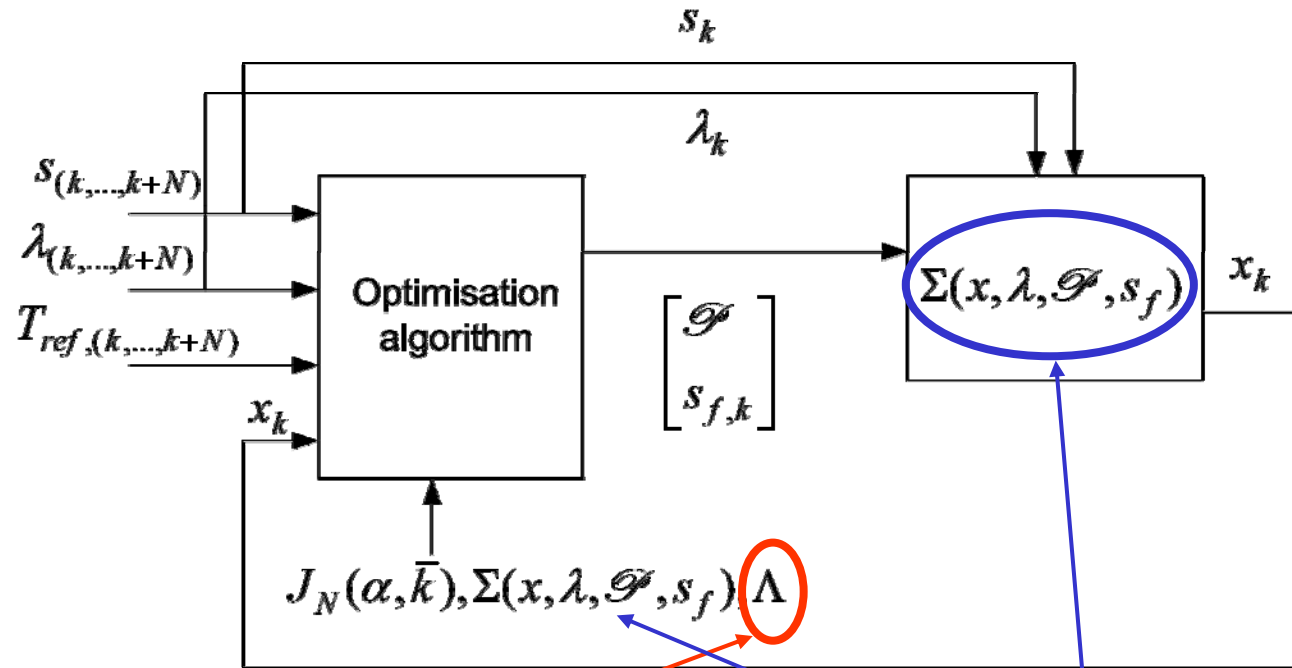 s_k
λ_k
s_(k,...,k+N)
λ_(k,...,k+N)
T_ref,(k,...,k+N)
x_k
Optimisation
algorithm
[𝒫
s_f,k]
Σ(x, λ, 𝒫, s_f)
x_k
J_N(α, k̄), Σ(x, λ, 𝒫, s_f), Λ